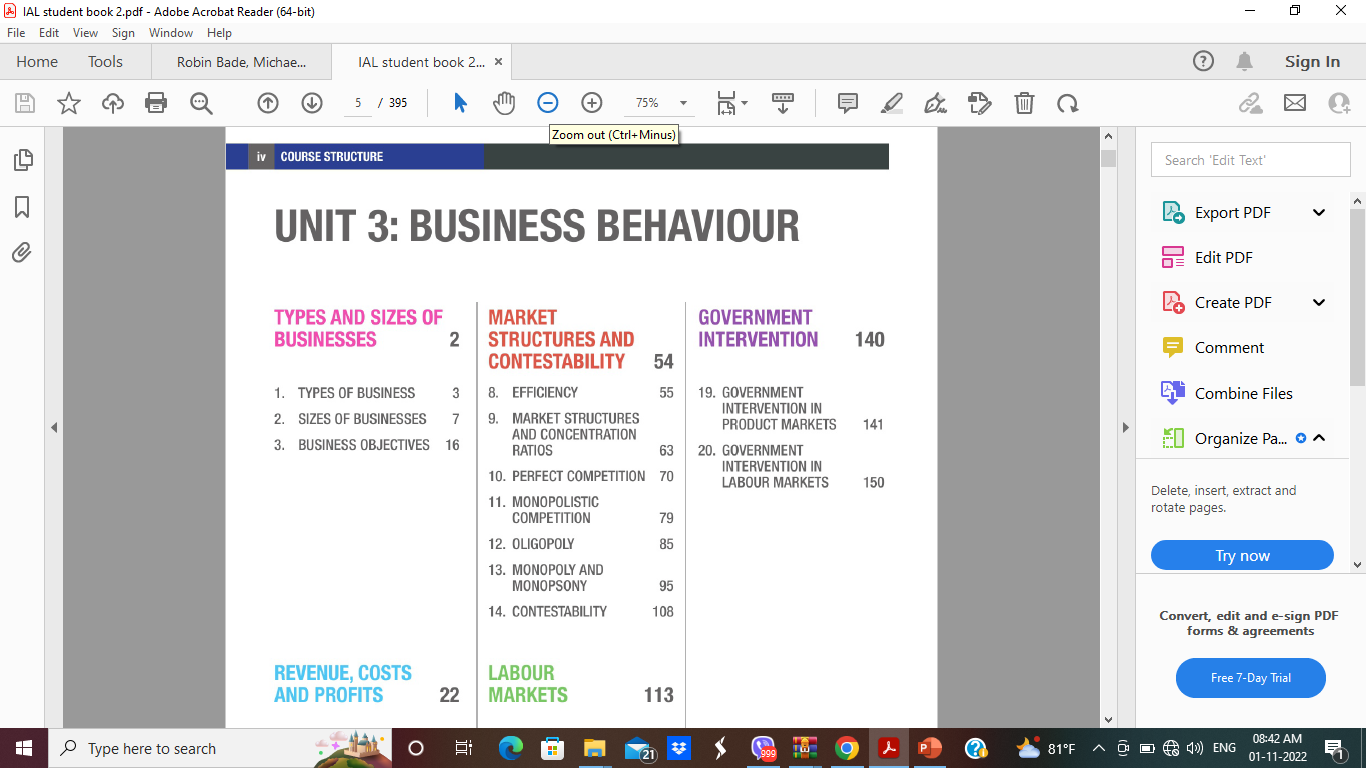 IAL student book 2.pdf - Adobe Acrobat Reader (64-bit)
File Edit View Sign Window Help
Home Tools Robin Bade, Michae... IAL student book 2... × Sign In
5 / 395 75%
Zoom out (Ctrl+Minus)
iv COURSE STRUCTURE
UNIT 3: BUSINESS BEHAVIOUR
TYPES AND SIZES OF
BUSINESSES 2
1. TYPES OF BUSINESS 3
2. SIZES OF BUSINESSES 7
3. BUSINESS OBJECTIVES 16
REVENUE, COSTS
AND PROFITS 22
MARKET
STRUCTURES AND
CONTESTABILITY 54
8. EFFICIENCY 55
9. MARKET STRUCTURES
AND CONCENTRATION
RATIOS 63
10. PERFECT COMPETITION 70
11. MONOPOLISTIC
COMPETITION 79
12. OLIGOPOLY 85
13. MONOPOLY AND
MONOPSONY 95
14. CONTESTABILITY 108
LABOUR
MARKETS 113
GOVERNMENT
INTERVENTION 140
19. GOVERNMENT
INTERVENTION IN
PRODUCT MARKETS 141
20. GOVERNMENT
INTERVENTION IN
LABOUR MARKETS 150
Search 'Edit Text'
Export PDF
Edit PDF
Create PDF
Comment
Combine Files
Organize Pa...
Delete, insert, extract and
rotate pages.
Try now
Convert, edit and e-sign PDF
forms & agreements
Free 7-Day Trial
Type here to search
21
999
81°F
ENG
08:42 AM
01-11-2022
1